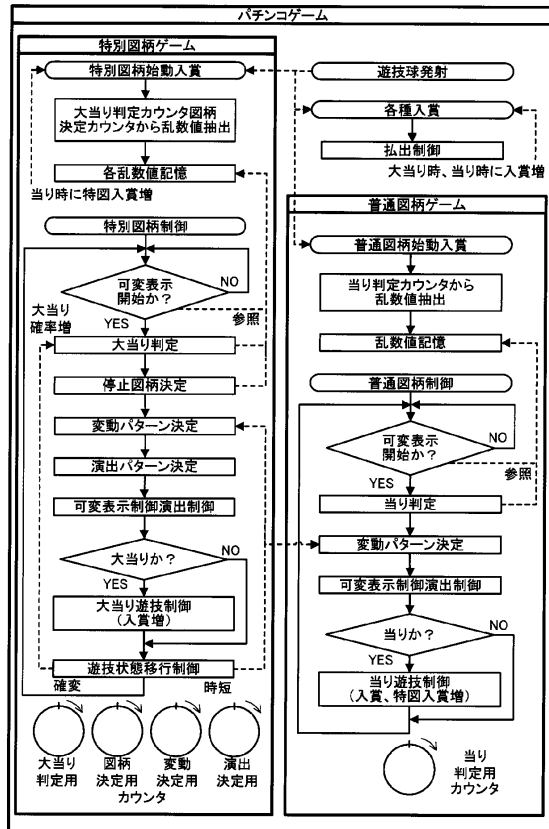 パチンコゲーム
特別図柄ゲーム
特別図柄始動入賞
大当り判定カウンタ図柄
決定カウンタから乱数値抽出
各乱数値記憶
当り時に特図入賞増
特別図柄制御
可変表示
開始か?
NO
YES
参照
大当り
確率増
大当り判定
停止図柄決定
変動パターン決定
演出パターン決定
可変表示制御演出制御
大当りか?
NO
YES
大当り遊技制御
(入賞増)
遊技状態移行制御
確変
時短
大当り
判定用
図柄
決定用
変動
決定用
演出
決定用
カウンタ
遊技球発射
各種入賞
払出制御
大当り時、当り時に入賞増
普通図柄ゲーム
普通図柄始動入賞
当り判定カウンタから
乱数値抽出
乱数値記憶
普通図柄制御
可変表示
開始か?
NO
YES
参照
当り判定
変動パターン決定
可変表示制御演出制御
当りか?
NO
YES
当り遊技制御
(入賞、特図入賞増)
当り
判定用
カウンタ